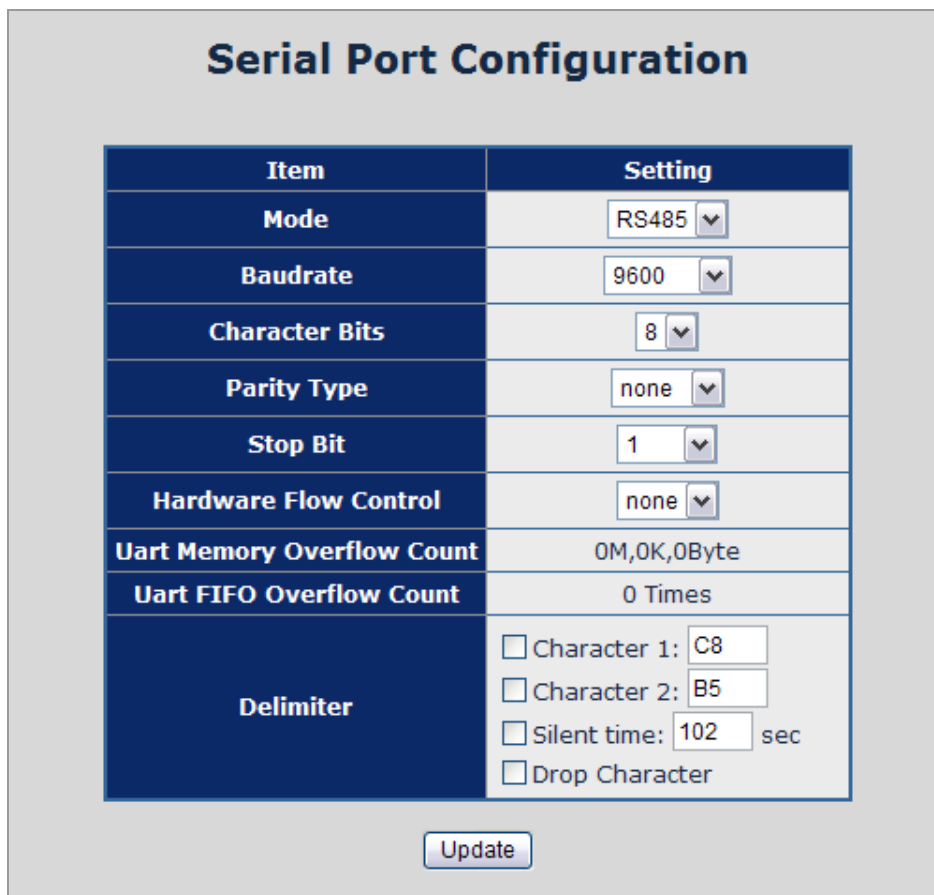 Serial Port Configuration
Item Setting
Mode RS485
Baudrate 9600
Character Bits 8
Parity Type none
Stop Bit 1
Hardware Flow Control none
Uart Memory Overflow Count 0M,0K,0Byte
Uart FIFO Overflow Count 0 Times
Delimiter
Character 1: C8
Character 2: B5
Silent time: 102 sec
Drop Character
Update